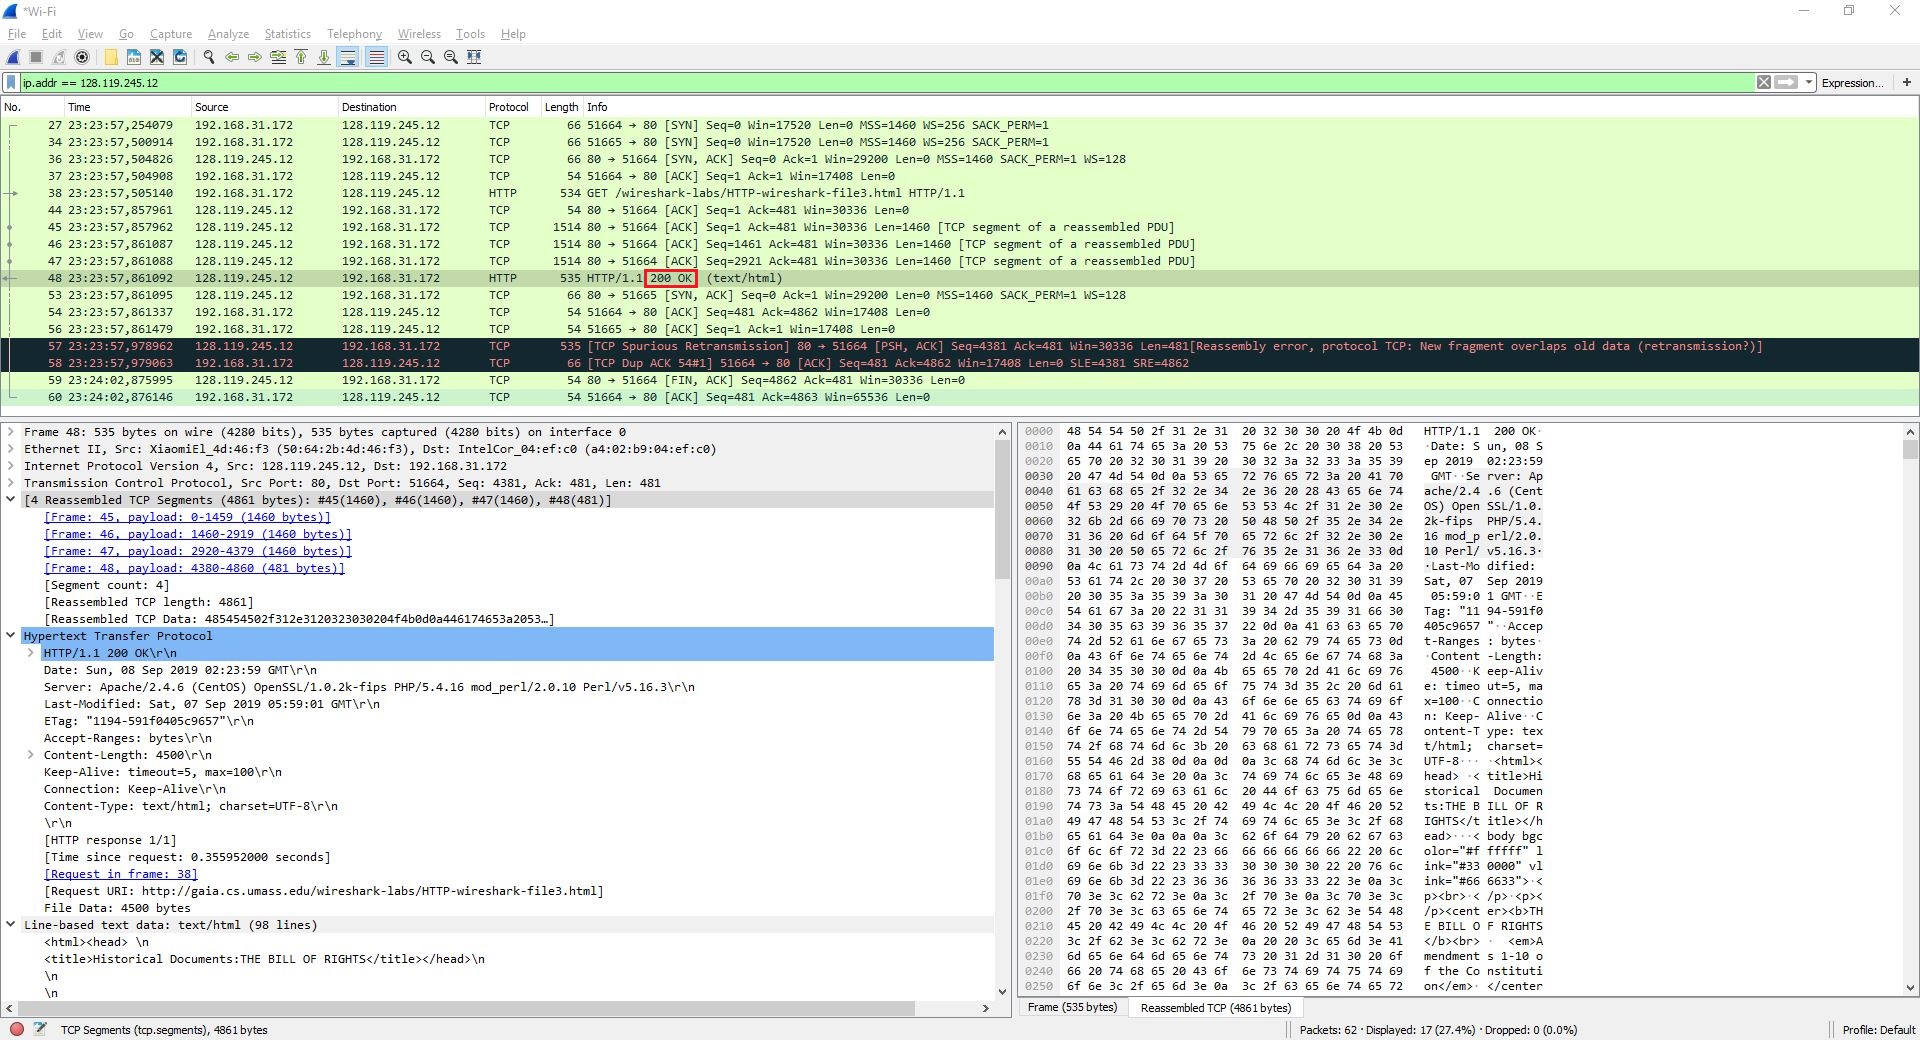 *Wi-Fi
File Edit View Go Capture Analyze Statistics Telephony Wireless Tools Help
ip.addr == 128.119.245.12 Expression... +
No. Time Source Destination Protocol Length Info
27 23:23:57,254079 192.168.31.172 128.119.245.12 TCP 66 51664 → 80 [SYN] Seq=0 Win=17520 Len=0 MSS=1460 WS=256 SACK_PERM=1
34 23:23:57,500914 192.168.31.172 128.119.245.12 TCP 66 51665 → 80 [SYN] Seq=0 Win=17520 Len=0 MSS=1460 WS=256 SACK_PERM=1
36 23:23:57,504826 128.119.245.12 192.168.31.172 TCP 66 80 → 51664 [SYN, ACK] Seq=0 Ack=1 Win=29200 Len=0 MSS=1460 SACK_PERM=1 WS=128
37 23:23:57,504908 192.168.31.172 128.119.245.12 TCP 54 51664 → 80 [ACK] Seq=1 Ack=1 Win=17408 Len=0
38 23:23:57,505140 192.168.31.172 128.119.245.12 HTTP 534 GET /wireshark-labs/HTTP-wireshark-file3.html HTTP/1.1
44 23:23:57,857961 128.119.245.12 192.168.31.172 TCP 54 80 → 51664 [ACK] Seq=1 Ack=481 Win=30336 Len=0
45 23:23:57,857962 128.119.245.12 192.168.31.172 TCP 1514 80 → 51664 [ACK] Seq=1 Ack=481 Win=30336 Len=1460 [TCP segment of a reassembled PDU]
46 23:23:57,861087 128.119.245.12 192.168.31.172 TCP 1514 80 → 51664 [ACK] Seq=1461 Ack=481 Win=30336 Len=1460 [TCP segment of a reassembled PDU]
47 23:23:57,861088 128.119.245.12 192.168.31.172 TCP 1514 80 → 51664 [ACK] Seq=2921 Ack=481 Win=30336 Len=1460 [TCP segment of a reassembled PDU]
48 23:23:57,861092 128.119.245.12 192.168.31.172 HTTP 535 HTTP/1.1 200 OK (text/html)
53 23:23:57,861095 128.119.245.12 192.168.31.172 TCP 66 80 → 51665 [SYN, ACK] Seq=0 Ack=1 Win=29200 Len=0 MSS=1460 SACK_PERM=1 WS=128
54 23:23:57,861337 192.168.31.172 128.119.245.12 TCP 54 51664 → 80 [ACK] Seq=481 Ack=4862 Win=17408 Len=0
56 23:23:57,861479 192.168.31.172 128.119.245.12 TCP 54 51665 → 80 [ACK] Seq=1 Ack=1 Win=17408 Len=0
57 23:23:57,978962 128.119.245.12 192.168.31.172 TCP 535 [TCP Spurious Retransmission] 80 → 51664 [PSH, ACK] Seq=4381 Ack=481 Win=30336 Len=481[Reassembly error, protocol TCP: New fragment overlaps old data (retransmission?)]
58 23:23:57,979063 192.168.31.172 128.119.245.12 TCP 66 [TCP Dup ACK 54#1] 51664 → 80 [ACK] Seq=481 Ack=4862 Win=17408 Len=0 SLE=4381 SRE=4862
59 23:24:02,875995 128.119.245.12 192.168.31.172 TCP 54 80 → 51664 [FIN, ACK] Seq=4862 Ack=481 Win=30336 Len=0
60 23:24:02,876146 192.168.31.172 128.119.245.12 TCP 54 51664 → 80 [ACK] Seq=481 Ack=4863 Win=65536 Len=0
Frame 48: 535 bytes on wire (4280 bits), 535 bytes captured (4280 bits) on interface 0
Ethernet II, Src: XiaomiEl_4d:46:f3 (50:64:2b:4d:46:f3), Dst: IntelCor_04:ef:c0 (a4:02:b9:04:ef:c0)
Internet Protocol Version 4, Src: 128.119.245.12, Dst: 192.168.31.172
Transmission Control Protocol, Src Port: 80, Dst Port: 51664, Seq: 4381, Ack: 481, Len: 481
[4 Reassembled TCP Segments (4861 bytes): #45(1460), #46(1460), #47(1460), #48(481)]
[Frame: 45, payload: 0-1459 (1460 bytes)]
[Frame: 46, payload: 1460-2919 (1460 bytes)]
[Frame: 47, payload: 2920-4379 (1460 bytes)]
[Frame: 48, payload: 4380-4860 (481 bytes)]
[Segment count: 4]
[Reassembled TCP length: 4861]
[Reassembled TCP Data: 485454502f312e3120323030204f4b0d0a446174653a2053…]
Hypertext Transfer Protocol
HTTP/1.1 200 OK\r\n
Date: Sun, 08 Sep 2019 02:23:59 GMT\r\n
Server: Apache/2.4.6 (CentOS) OpenSSL/1.0.2k-fips PHP/5.4.16 mod_perl/2.0.10 Perl/v5.16.3\r\n
Last-Modified: Sat, 07 Sep 2019 05:59:01 GMT\r\n
ETag: "1194-591f0405c9657"\r\n
Accept-Ranges: bytes\r\n
Content-Length: 4500\r\n
Keep-Alive: timeout=5, max=100\r\n
Connection: Keep-Alive\r\n
Content-Type: text/html; charset=UTF-8\r\n
\r\n
[HTTP response 1/1]
[Time since request: 0.355952000 seconds]
[Request in frame: 38]
[Request URI: http://gaia.cs.umass.edu/wireshark-labs/HTTP-wireshark-file3.html]
File Data: 4500 bytes
Line-based text data: text/html (98 lines)
<html><head> \n
<title>Historical Documents:THE BILL OF RIGHTS</title></head>\n
\n
\n
0000 48 54 54 50 2f 31 2e 31 20 32 30 30 20 4f 4b 0d HTTP/1.1 200 OK·
0010 0a 44 61 74 65 3a 20 53 75 6e 2c 20 30 38 20 53 ·Date: S un, 08 S
0020 65 70 20 32 30 31 39 20 30 32 3a 32 33 3a 35 39 ep 2019 02:23:59
0030 20 47 4d 54 0d 0a 53 65 72 76 65 72 3a 20 41 70 GMT··Se rver: Ap
0040 61 63 68 65 2f 32 2e 34 2e 36 20 28 43 65 6e 74 ache/2.4 .6 (Cent
0050 4f 53 29 20 4f 70 65 6e 53 53 4c 2f 31 2e 30 2e OS) Open SSL/1.0.
0060 32 6b 2d 66 69 70 73 20 50 48 50 2f 35 2e 34 2e 2k-fips PHP/5.4.
0070 31 36 20 6d 6f 64 5f 70 65 72 6c 2f 32 2e 30 2e 16 mod_p erl/2.0.
0080 31 30 20 50 65 72 6c 2f 76 35 2e 31 36 2e 33 0d 10 Perl/ v5.16.3·
0090 0a 4c 61 73 74 2d 4d 6f 64 69 66 69 65 64 3a 20 ·Last-Mo dified:
00a0 53 61 74 2c 20 30 37 20 53 65 70 20 32 30 31 39 Sat, 07 Sep 2019
00b0 20 30 35 3a 35 39 3a 30 31 20 47 4d 54 0d 0a 45 05:59:0 1 GMT··E
00c0 54 61 67 3a 20 22 31 31 39 34 2d 35 39 31 66 30 Tag: "11 94-591f0
00d0 34 30 35 63 39 36 35 37 22 0d 0a 41 63 63 65 70 405c9657 "··Accep
00e0 74 2d 52 61 6e 67 65 73 3a 20 62 79 74 65 73 0d t-Ranges : bytes·
00f0 0a 43 6f 6e 74 65 6e 74 2d 4c 65 6e 67 74 68 3a ·Content -Length:
0100 20 34 35 30 30 0d 0a 4b 65 65 70 2d 41 6c 69 76 4500··K eep-Aliv
0110 65 3a 20 74 69 6d 65 6f 75 74 3d 35 2c 20 6d 61 e: timeo ut=5, ma
0120 78 3d 31 30 30 0d 0a 43 6f 6e 6e 65 63 74 69 6f x=100··C onnectio
0130 6e 3a 20 4b 65 65 70 2d 41 6c 69 76 65 0d 0a 43 n: Keep- Alive··C
0140 6f 6e 74 65 6e 74 2d 54 79 70 65 3a 20 74 65 78 ontent-T ype: tex
0150 74 2f 68 74 6d 6c 3b 20 63 68 61 72 73 65 74 3d t/html; charset=
0160 55 54 46 2d 38 0d 0a 0d 0a 3c 68 74 6d 6c 3e 3c UTF-8··· ·<html><
0170 68 65 61 64 3e 20 0a 3c 74 69 74 6c 65 3e 48 69 head> ·< title>Hi
0180 73 74 6f 72 69 63 61 6c 20 44 6f 63 75 6d 65 6e storical Documen
0190 74 73 3a 54 48 45 20 42 49 4c 4c 20 4f 46 20 52 ts:THE B ILL OF R
01a0 49 47 48 54 53 3c 2f 74 69 74 6c 65 3e 3c 2f 68 IGHTS</t itle></h
01b0 65 61 64 3e 0a 0a 0a 3c 62 6f 64 79 20 62 67 63 ead>···< body bgc
01c0 6f 6c 6f 72 3d 22 23 66 66 66 66 66 66 22 20 6c olor="#f fffff" l
01d0 69 6e 6b 3d 22 23 33 33 30 30 30 30 22 20 76 6c ink="#33 0000" vl
01e0 69 6e 6b 3d 22 23 36 36 36 36 33 33 22 3e 0a 3c ink="#66 6633">·<
01f0 70 3e 3c 62 72 3e 0a 3c 2f 70 3e 0a 3c 70 3e 3c p><br>·< /p>·<p><
0200 2f 70 3e 3c 63 65 6e 74 65 72 3e 3c 62 3e 54 48 /p><cent er><b>TH
0210 45 20 42 49 4c 4c 20 4f 46 20 52 49 47 48 54 53 E BILL O F RIGHTS
0220 3c 2f 62 3e 3c 62 72 3e 0a 20 20 3c 65 6d 3e 41 </b><br> · <em>A
0230 6d 65 6e 64 6d 65 6e 74 73 20 31 2d 31 30 20 6f mendment s 1-10 o
0240 66 20 74 68 65 20 43 6f 6e 73 74 69 74 75 74 69 f the Co nstituti
0250 6f 6e 3c 2f 65 6d 3e 0a 3c 2f 63 65 6e 74 65 72 on</em>· </center
Frame (535 bytes) Reassembled TCP (4861 bytes)
TCP Segments (tcp.segments), 4861 bytes Packets: 62 · Displayed: 17 (27.4%) · Dropped: 0 (0.0%) Profile: Default